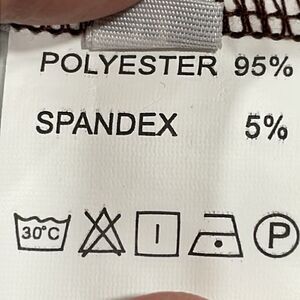 POLYESTER 95%
SPANDEX 5%
30°C P